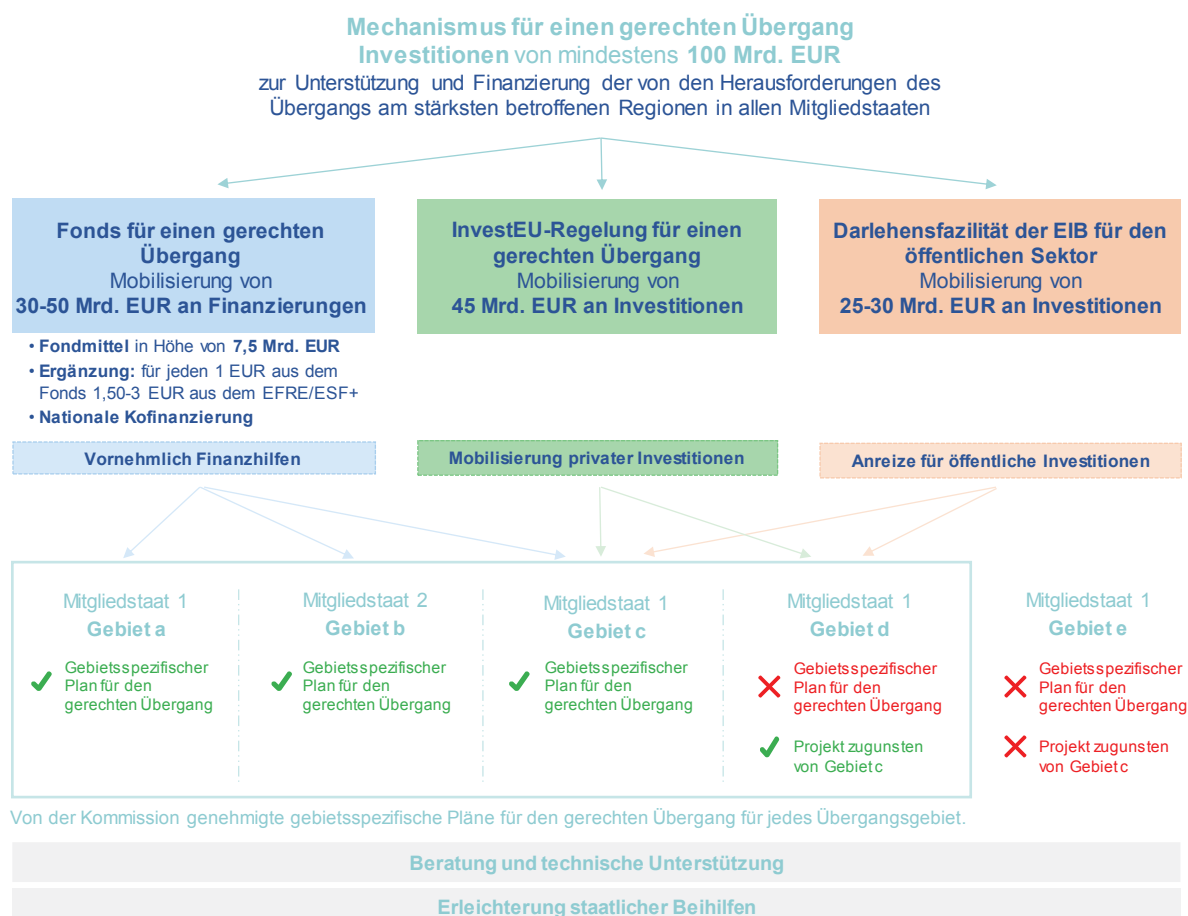 Mechanismus für einen gerechten Übergang
Investitionen von mindestens 100 Mrd. EUR
zur Unterstützung und Finanzierung der von den Herausforderungen des
Übergangs am stärksten betroffenen Regionen in allen Mitgliedstaaten
Fonds für einen gerechten
Übergang
Mobilisierung von
30-50 Mrd. EUR an Finanzierungen
InvestEU-Regelung für einen
gerechten Übergang
Mobilisierung von
45 Mrd. EUR an Investitionen
Darlehensfazilität der EIB für den
öffentlichen Sektor
Mobilisierung von
25-30 Mrd. EUR an Investitionen
• Fondmittel in Höhe von 7,5 Mrd. EUR
• Ergänzung: für jeden 1 EUR aus dem
Fonds 1,50-3 EUR aus dem EFRE/ESF+
• Nationale Kofinanzierung
Vornehmlich Finanzhilfen
Mobilisierung privater Investitionen
Anreize für öffentliche Investitionen
Mitgliedstaat 1
Gebiet a
Gebietsspezifischer
Plan für den
gerechten Übergang
Mitgliedstaat 2
Gebiet b
Gebietsspezifischer
Plan für den
gerechten Übergang
Mitgliedstaat 1
Gebiet c
Gebietsspezifischer
Plan für den
gerechten Übergang
Mitgliedstaat 1
Gebiet d
Gebietsspezifischer
Plan für den
gerechten Übergang
Projekt zugunsten
von Gebiet c
Mitgliedstaat 1
Gebiet e
Gebietsspezifischer
Plan für den
gerechten Übergang
Projekt zugunsten
von Gebiet c
Von der Kommission genehmigte gebietsspezifische Pläne für den gerechten Übergang für jedes Übergangsgebiet.
Beratung und technische Unterstützung
Erleichterung staatlicher Beihilfen